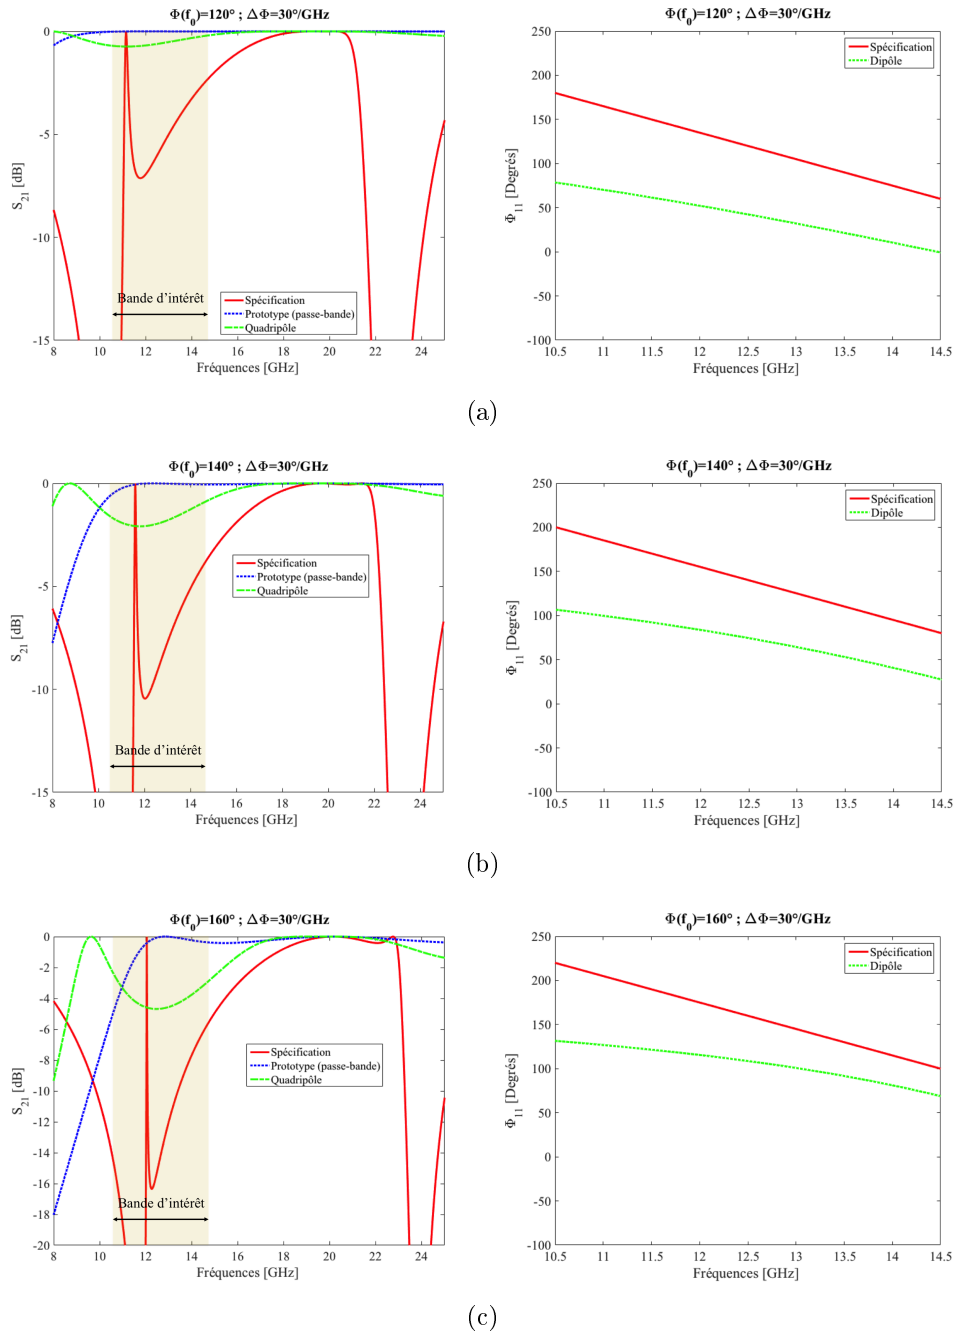 Φ(f0)=120° ; ΔΦ=30°/GHz
0
-5
-10
-15
S21 [dB]
Bande d'intérêt
Spécification
Prototype (passe-bande)
Quadripôle
8 10 12 14 16 18 20 22 24
Fréquences [GHz]
Φ(f0)=120° ; ΔΦ=30°/GHz
250
200
150
100
50
0
-50
-100
Φ11 [Degrés]
Spécification
Dipôle
10.5 11 11.5 12 12.5 13 13.5 14 14.5
Fréquences [GHz]
(a)
Φ(f0)=140° ; ΔΦ=30°/GHz
0
-5
-10
-15
S21 [dB]
Spécification
Prototype (passe-bande)
Quadripôle
Bande d'intérêt
8 10 12 14 16 18 20 22 24
Fréquences [GHz]
Φ(f0)=140° ; ΔΦ=30°/GHz
250
200
150
100
50
0
-50
-100
Φ11 [Degrés]
Spécification
Dipôle
10.5 11 11.5 12 12.5 13 13.5 14 14.5
Fréquences [GHz]
(b)
Φ(f0)=160° ; ΔΦ=30°/GHz
0
-2
-4
-6
-8
-10
-12
-14
-16
-18
-20
S21 [dB]
Spécification
Prototype (passe-bande)
Quadripôle
Bande d'intérêt
8 10 12 14 16 18 20 22 24
Fréquences [GHz]
Φ(f0)=160° ; ΔΦ=30°/GHz
250
200
150
100
50
0
-50
-100
Φ11 [Degrés]
Spécification
Dipôle
10.5 11 11.5 12 12.5 13 13.5 14 14.5
Fréquences [GHz]
(c)